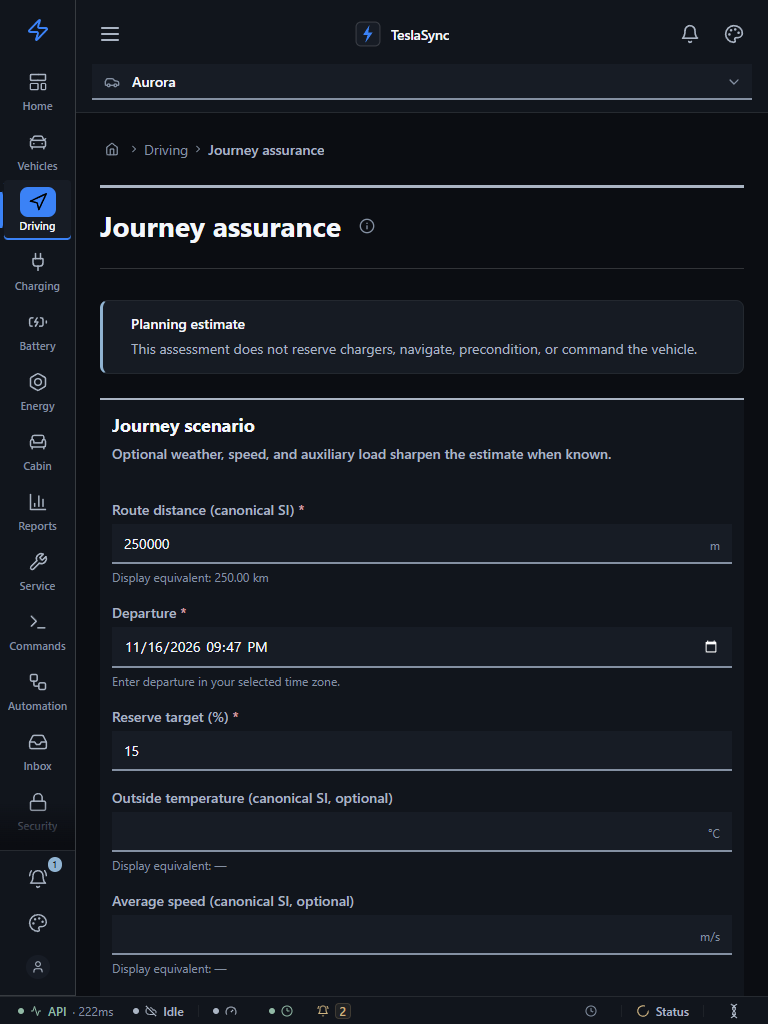 TeslaSync
Aurora
Home
Vehicles
Driving
Charging
Battery
Energy
Cabin
Reports
Service
Commands
Automation
Inbox
Security
1
Driving
Journey assurance
Journey assurance
Planning estimate
This assessment does not reserve chargers, navigate, precondition, or command the vehicle.
Journey scenario
Optional weather, speed, and auxiliary load sharpen the estimate when known.
Route distance (canonical SI) *
250000 m
Display equivalent: 250.00 km
Departure *
11/16/2026 09:47 PM
Enter departure in your selected time zone.
Reserve target (%) *
15
Outside temperature (canonical SI, optional)
°C
Display equivalent: —
Average speed (canonical SI, optional)
m/s
Display equivalent: —
API · 222ms Idle 2 Status